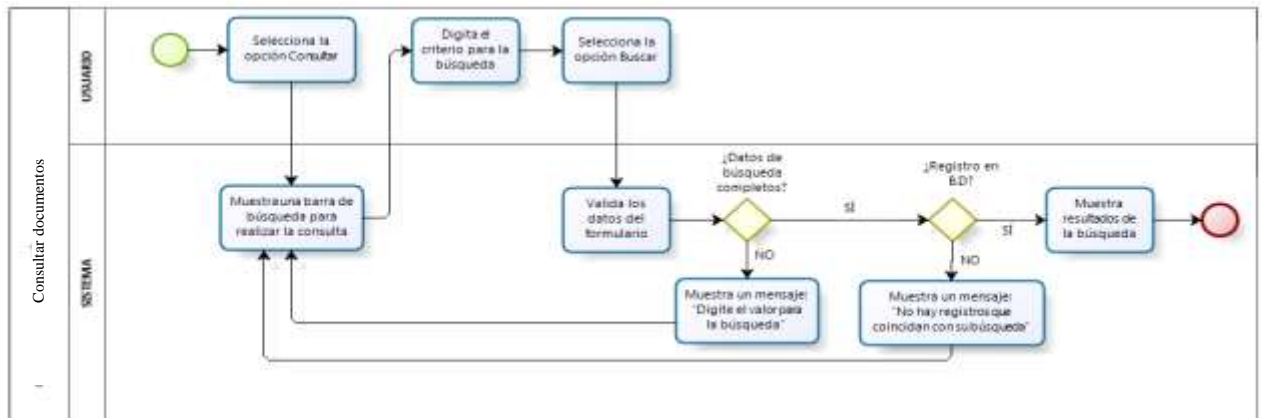 Consultar documentos
USUARIO
Selecciona la
opción Consultar
Digita el
criterio para la
búsqueda
Selecciona la
opción Buscar
SISTEMA
Muestra una barra de
búsqueda para
realizar la consulta
Valida los
datos del
formulario
¿Datos de
búsqueda
completos?
SÍ
NO
Muestra un mensaje:
"Digite el valor para
la búsqueda"
¿Registro en
BD?
SÍ
NO
Muestra un mensaje:
"No hay registros que
coincidan con su búsqueda"
Muestra
resultados de
la búsqueda